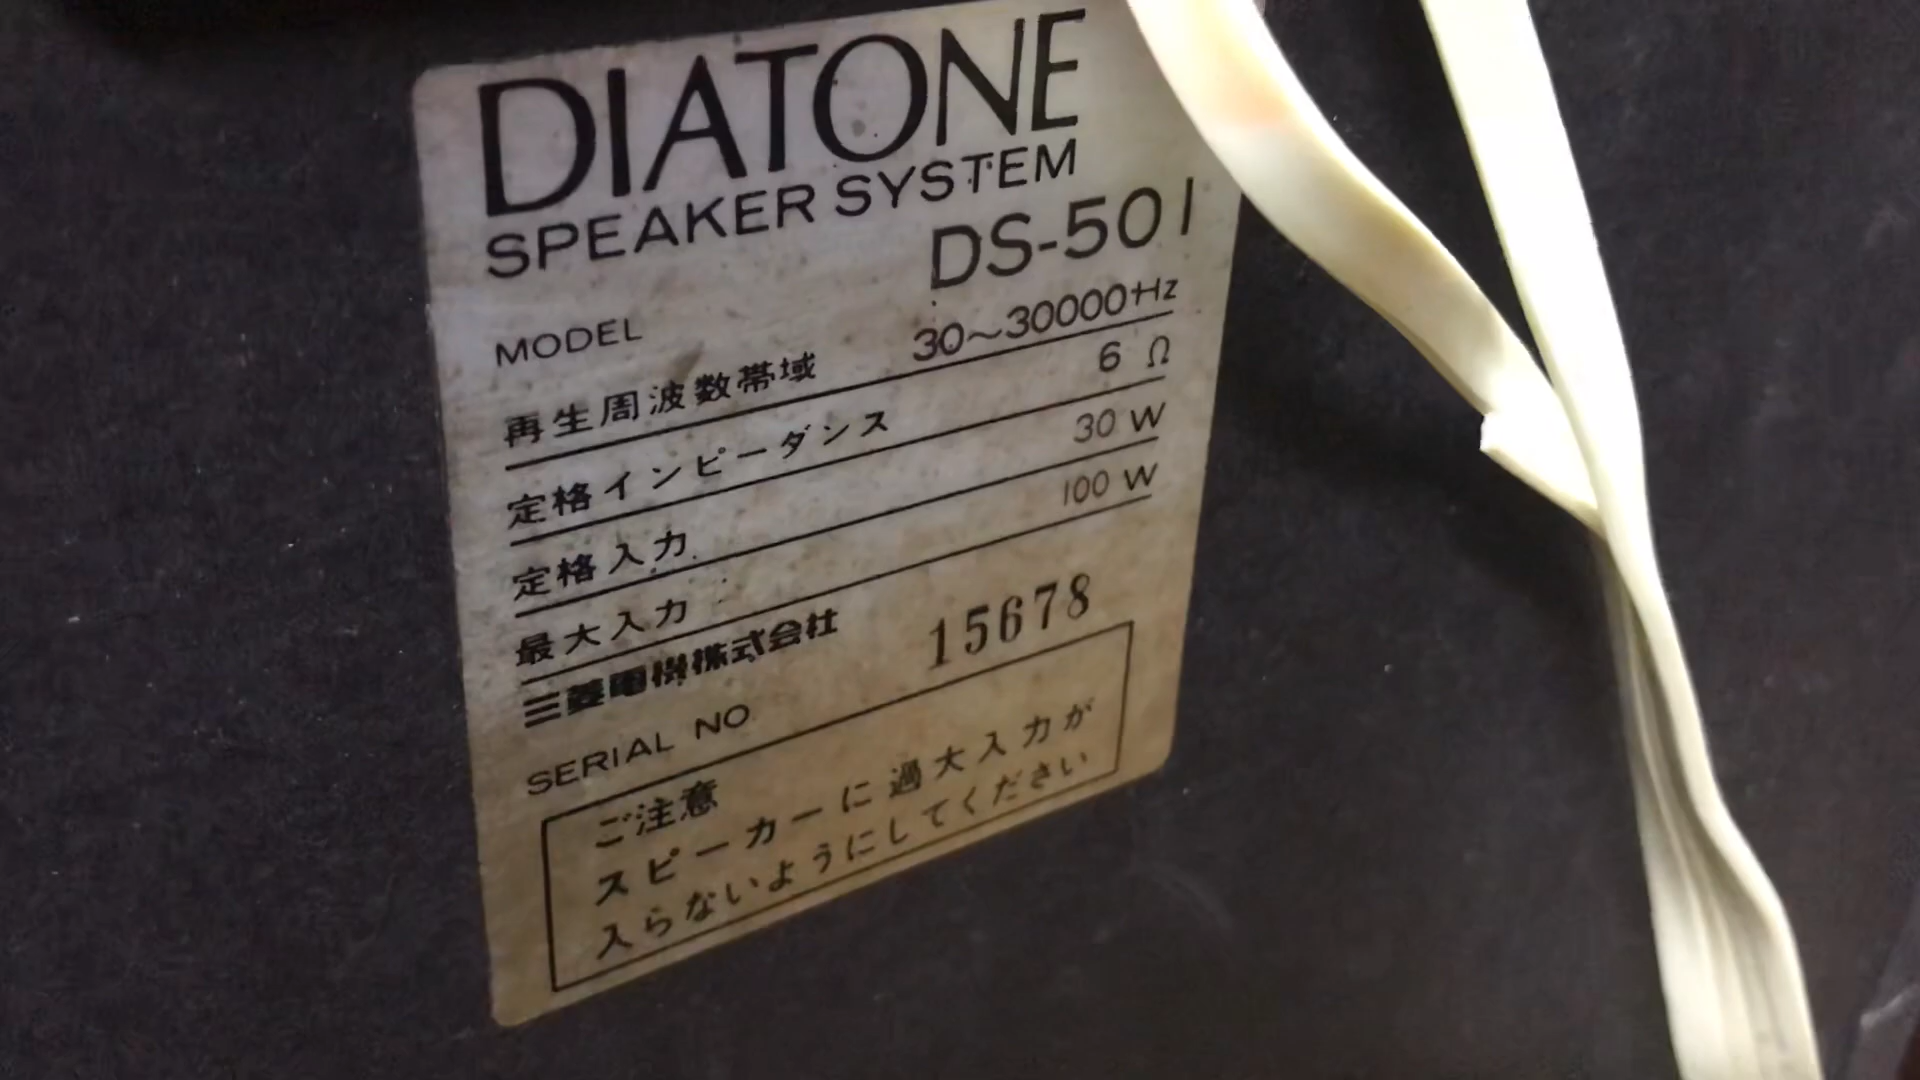 DIATONE
SPEAKER SYSTEM
MODEL DS-501
再生周波数帯域 30～30000Hz
定格インピーダンス 6 Ω
定格入力 30 W
最大入力 100 W
三菱電機株式会社
SERIAL NO 15678
ご注意
スピーカーに過大入力が
入らないようにしてください